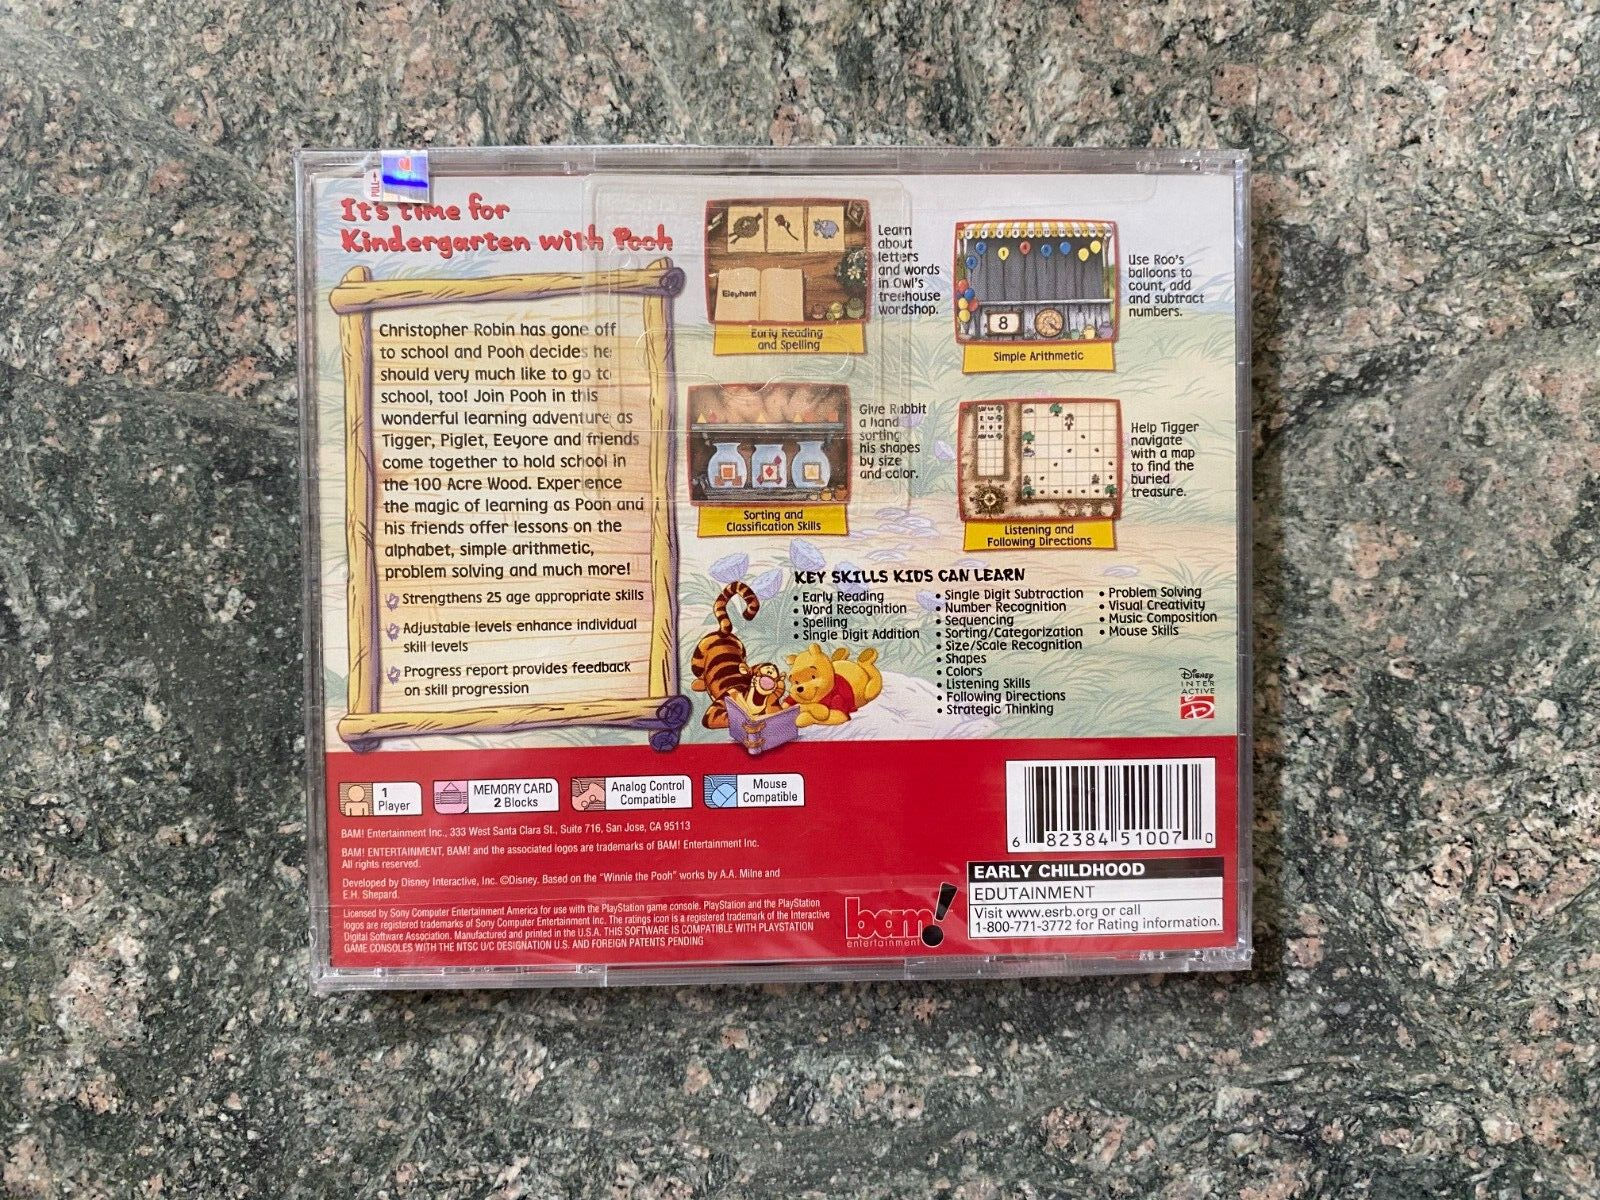 PULL
It's time for
Kindergarten with Pooh
Christopher Robin has gone off
to school and Pooh decides he
should very much like to go to
school, too! Join Pooh in this
wonderful learning adventure as
Tigger, Piglet, Eeyore and friends
come together to hold school in
the 100 Acre Wood. Experience
the magic of learning as Pooh and
his friends offer lessons on the
alphabet, simple arithmetic,
problem solving and much more!
Strengthens 25 age appropriate skills
Adjustable levels enhance individual
skill levels
Progress report provides feedback
on skill progression
Elephant
Early Reading
and Spelling
Learn
about
letters
and words
in Owl's
treehouse
wordshop.
8
Simple Arithmetic
Use Roo's
balloons to
count, add
and subtract
numbers.
Sorting and
Classification Skills
Give Rabbit
a hand
sorting
his shapes
by size
and color.
Listening and
Following Directions
Help Tigger
navigate
with a map
to find the
buried
treasure.
KEY SKILLS KIDS CAN LEARN
• Early Reading
• Word Recognition
• Spelling
• Single Digit Addition
• Single Digit Subtraction
• Number Recognition
• Sequencing
• Sorting/Categorization
• Size/Scale Recognition
• Shapes
• Colors
• Listening Skills
• Following Directions
• Strategic Thinking
• Problem Solving
• Visual Creativity
• Music Composition
• Mouse Skills
Disney
INTER
ACTIVE
1
Player
MEMORY CARD
2 Blocks
Analog Control
Compatible
Mouse
Compatible
BAM! Entertainment Inc., 333 West Santa Clara St., Suite 716, San Jose, CA 95113
BAM! ENTERTAINMENT, BAM! and the associated logos are trademarks of BAM! Entertainment Inc.
All rights reserved.
Developed by Disney Interactive, Inc. ©Disney. Based on the "Winnie the Pooh" works by A.A. Milne and
E.H. Shepard.
Licensed by Sony Computer Entertainment America for use with the PlayStation game console. PlayStation and the PlayStation
logos are registered trademarks of Sony Computer Entertainment Inc. The ratings icon is a registered trademark of the Interactive
Digital Software Association. Manufactured and printed in the U.S.A. THIS SOFTWARE IS COMPATIBLE WITH PLAYSTATION
GAME CONSOLES WITH THE NTSC U/C DESIGNATION U.S. AND FOREIGN PATENTS PENDING
bam!
entertainment
6 82384 51007 0
EARLY CHILDHOOD
EDUTAINMENT
Visit www.esrb.org or call
1-800-771-3772 for Rating information.